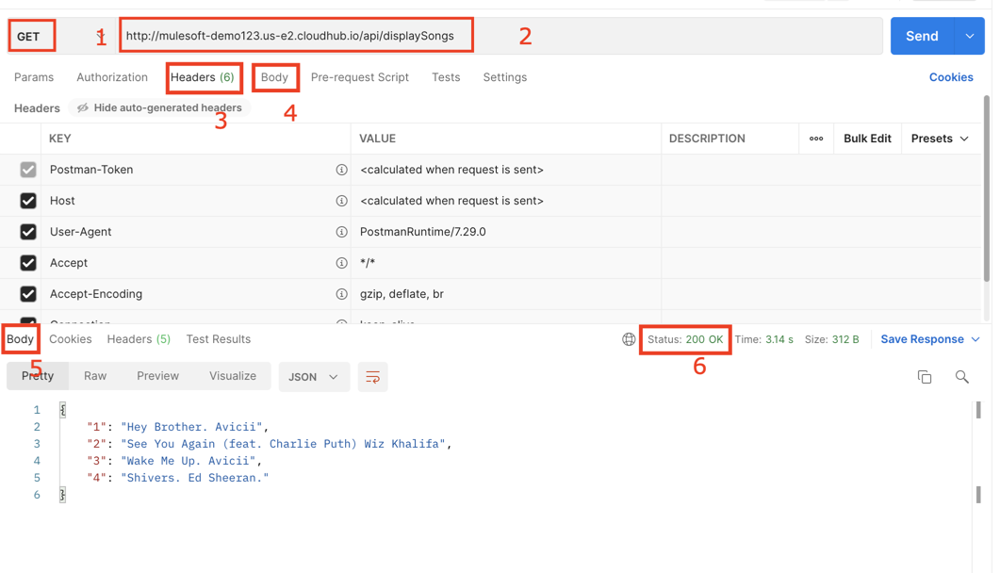 GET 1 http://mulesoft-demo123.us-e2.cloudhub.io/api/displaySongs 2 Send
Params Authorization Headers (6) Body Pre-request Script Tests Settings Cookies
3 4
Headers Hide auto-generated headers
KEY VALUE DESCRIPTION ooo Bulk Edit Presets
Postman-Token <calculated when request is sent>
Host <calculated when request is sent>
User-Agent PostmanRuntime/7.29.0
Accept */*
Accept-Encoding gzip, deflate, br
Connection keep-alive
Body Cookies Headers (5) Test Results Status: 200 OK Time: 3.14 s Size: 312 B Save Response
5 6
Pretty Raw Preview Visualize JSON
1 {
2 "1": "Hey Brother. Avicii",
3 "2": "See You Again (feat. Charlie Puth) Wiz Khalifa",
4 "3": "Wake Me Up. Avicii",
5 "4": "Shivers. Ed Sheeran."
6 }